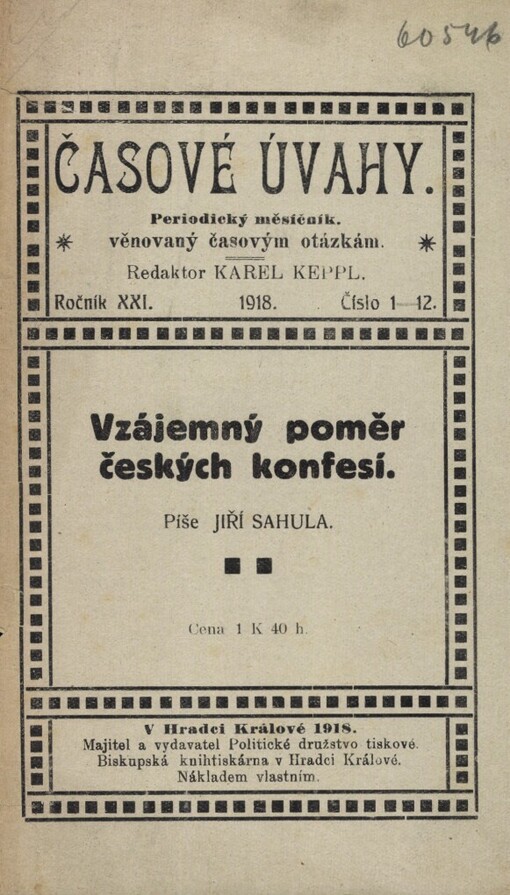 60546
ČASOVÉ ÚVAHY.
Periodický měsíčník.
věnovaný časovým otázkám.
Redaktor KAREL KEPPL.
Ročník XXI. 1918. Číslo 1—12.
Vzájemný poměr
českých konfesí.
Píše JIŘÍ SAHULA.
Cena 1 K 40 h.
V Hradci Králové 1918.
Majitel a vydavatel Politické družstvo tiskové.
Biskupská knihtiskárna v Hradci Králové.
Nákladem vlastním.